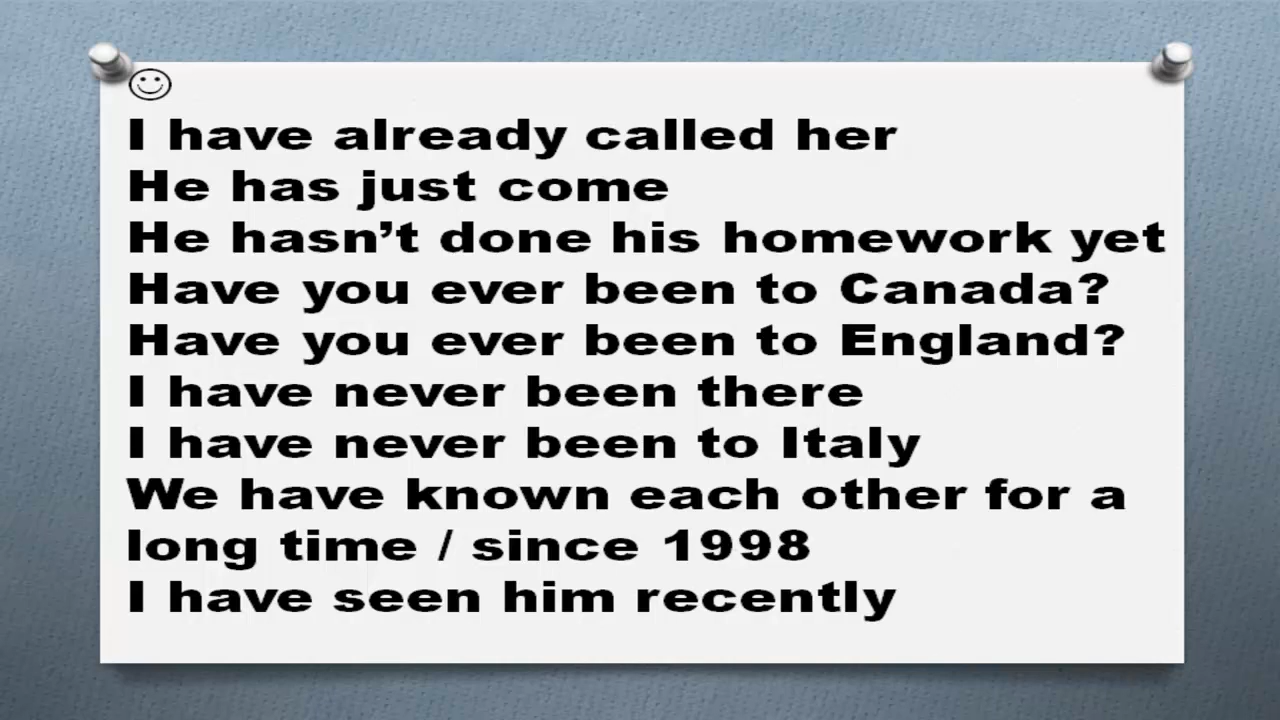 I have already called her
He has just come
He hasn’t done his homework yet
Have you ever been to Canada?
Have you ever been to England?
I have never been there
I have never been to Italy
We have known each other for a
long time / since 1998
I have seen him recently